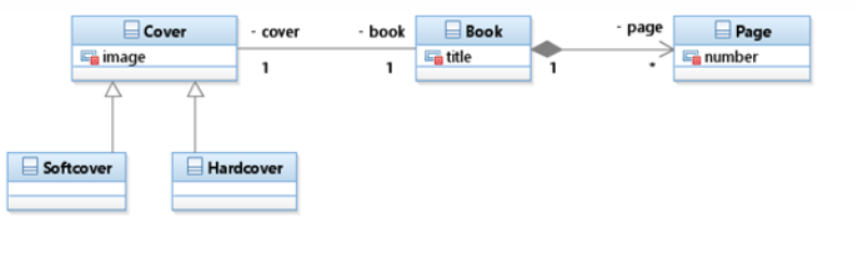 Cover
- cover
- book
Book
- page
Page
image
title
number
1
1
1
*
Softcover
Hardcover